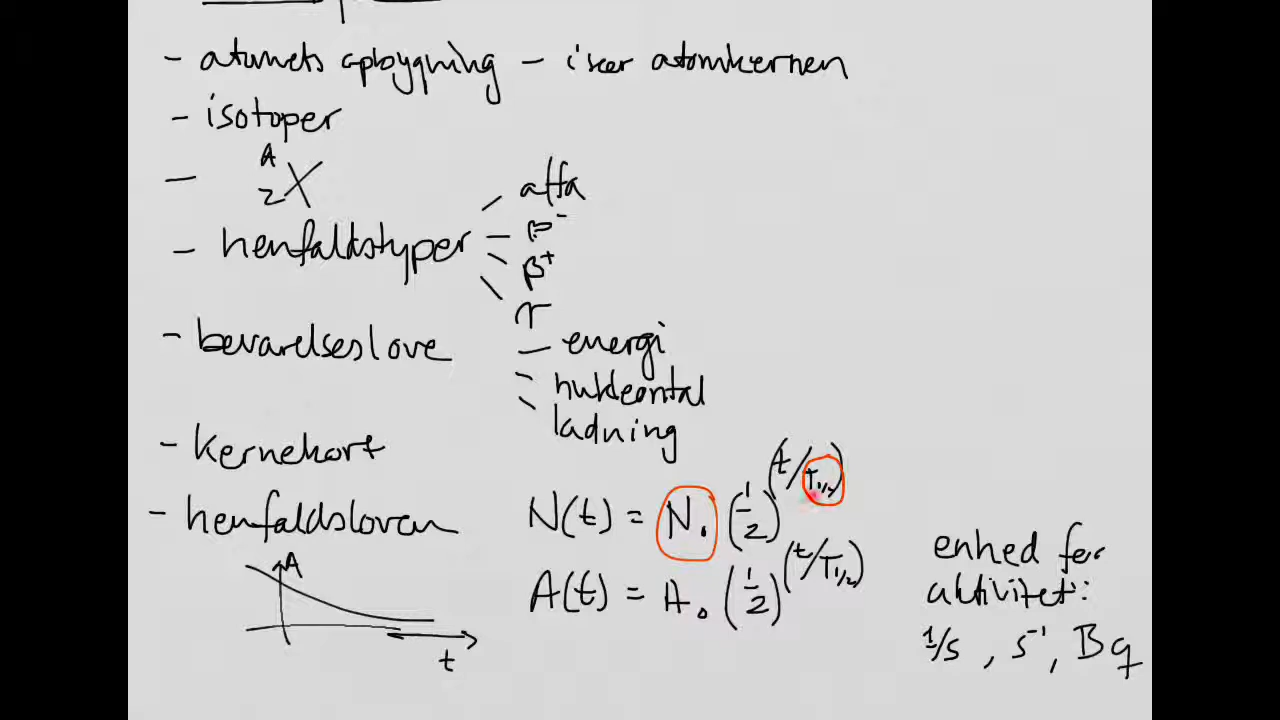 - atomets opbygning - især atomkernen
- isotoper
- A Z X
- henfaldstyper - alfa
- β⁻
- β⁺
- γ
- bevarelseslove - energi
- nukleontal
- ladning
- kernekort
- henfaldsloven N(t) = N₀ (1/2)^(t/T1/2)
A(t) = A₀ (1/2)^(t/T1/2)
A
t
enhed for
aktivitet:
1/s, s⁻¹, Bq